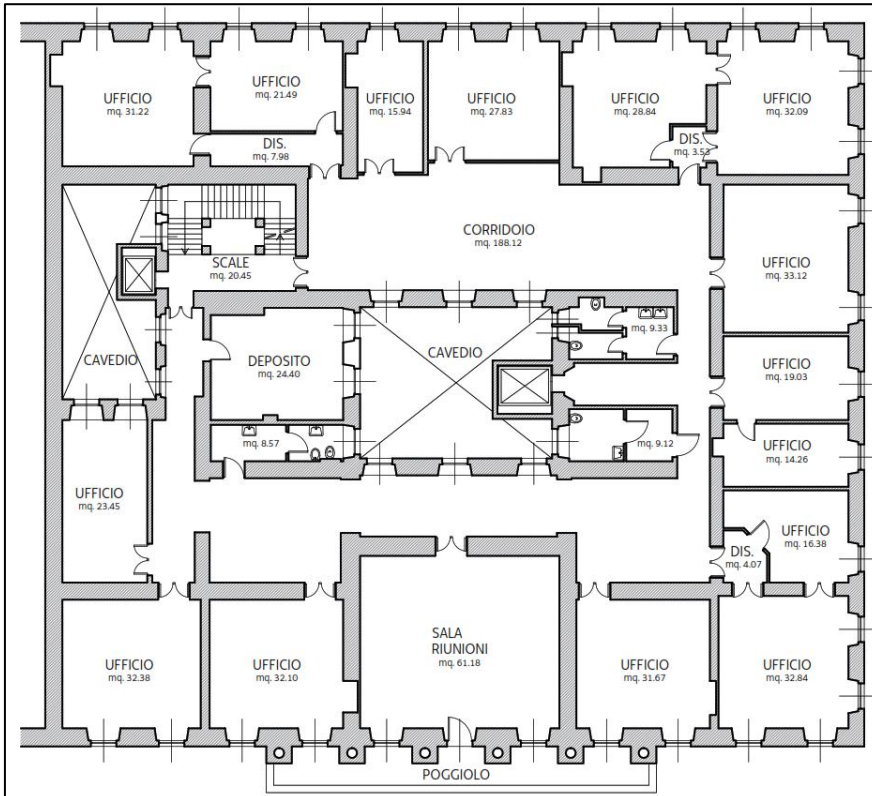 UFFICIO
mq. 31.22
UFFICIO
mq. 21.49
UFFICIO
mq. 15.94
UFFICIO
mq. 27.83
UFFICIO
mq. 28.84
UFFICIO
mq. 32.09
DIS.
mq. 7.98
DIS.
mq. 3.53
CORRIDOIO
mq. 188.12
SCALE
mq. 20.45
UFFICIO
mq. 33.12
CAVEDIO
DEPOSITO
mq. 24.40
CAVEDIO
mq. 9.33
UFFICIO
mq. 19.03
mq. 8.57
mq. 9.12
UFFICIO
mq. 14.26
UFFICIO
mq. 23.45
UFFICIO
mq. 16.38
DIS.
mq. 4.07
UFFICIO
mq. 32.38
UFFICIO
mq. 32.10
SALA
RIUNIONI
mq. 61.18
UFFICIO
mq. 31.67
UFFICIO
mq. 32.84
POGGIOLO